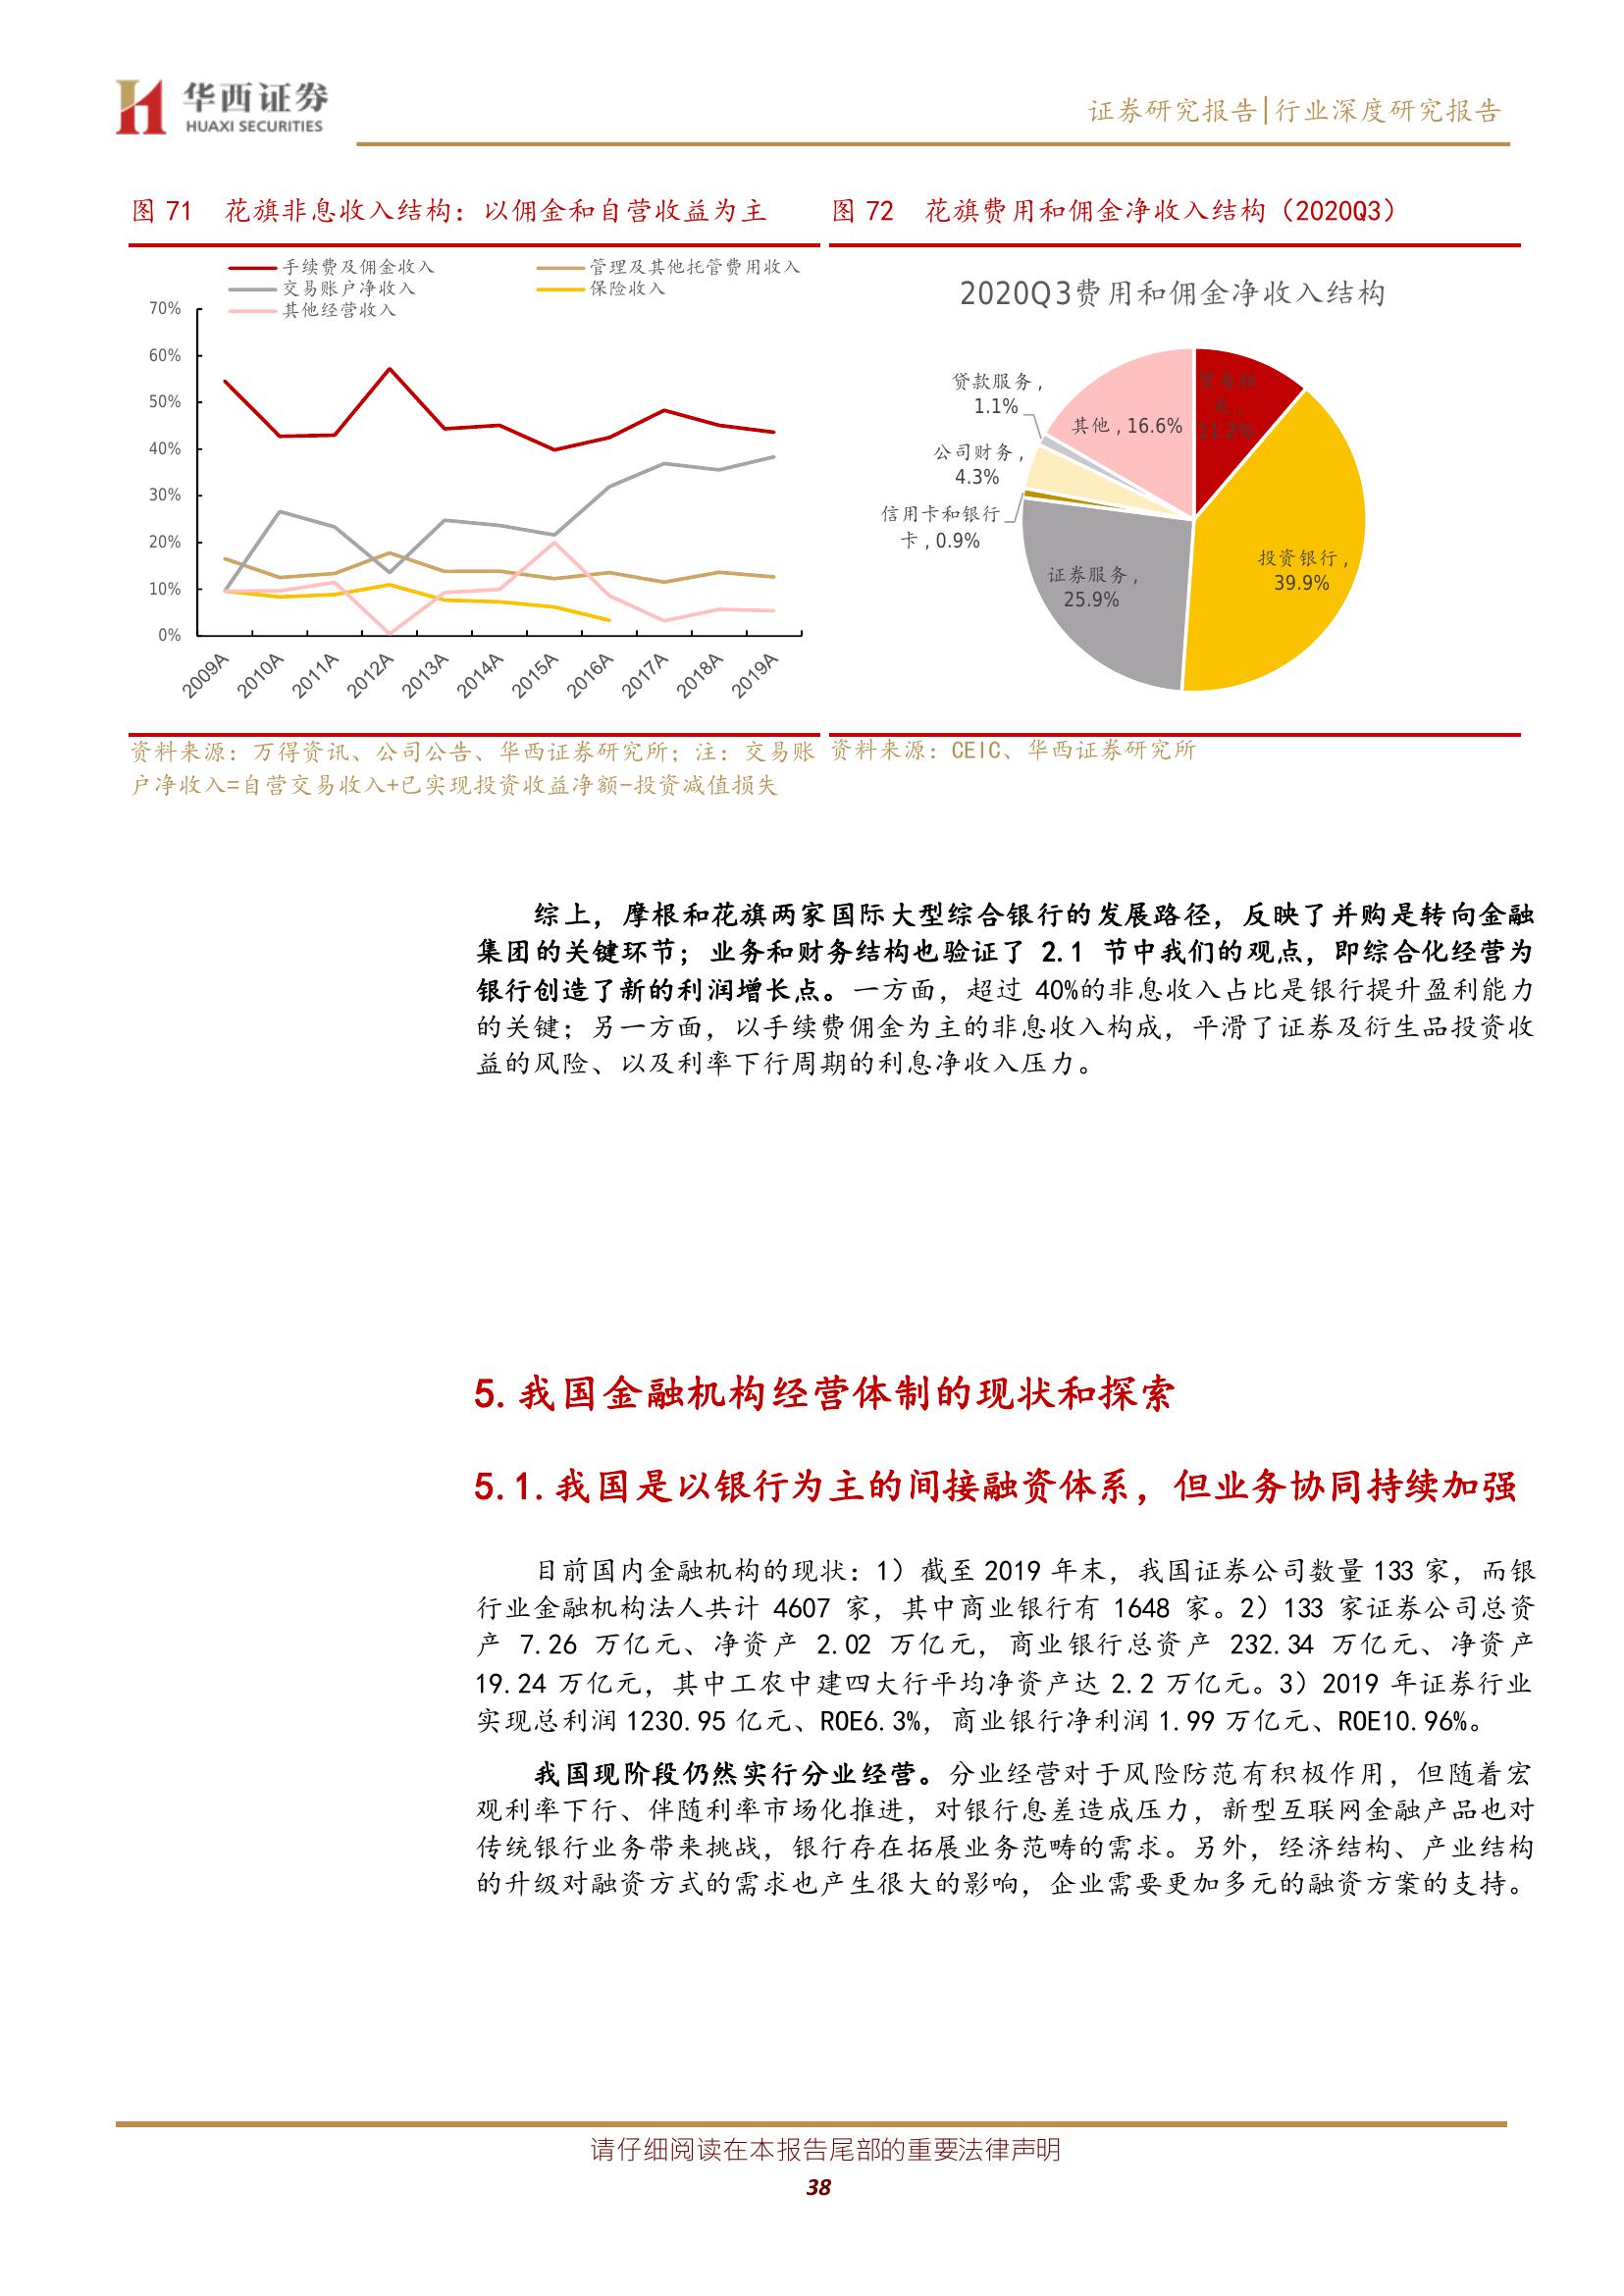 华西证券
HUAXI SECURITIES
证券研究报告|行业深度研究报告
图 71 花旗非息收入结构：以佣金和自营收益为主
手续费及佣金收入
管理及其他托管费用收入
交易账户净收入
保险收入
其他经营收入
70%
60%
50%
40%
30%
20%
10%
0%
2009A
2010A
2011A
2012A
2013A
2014A
2015A
2016A
2017A
2018A
2019A
资料来源：万得资讯、公司公告、华西证券研究所；注：交易账
户净收入=自营交易收入+已实现投资收益净额-投资减值损失
图 72 花旗费用和佣金净收入结构（2020Q3）
2020Q3费用和佣金净收入结构
贷款服务,
1.1%
其他, 16.6%
11.2%
公司财务,
4.3%
信用卡和银行
卡, 0.9%
投资银行,
39.9%
证券服务,
25.9%
资料来源：CEIC、华西证券研究所
综上，摩根和花旗两家国际大型综合银行的发展路径，反映了并购是转向金融
集团的关键环节；业务和财务结构也验证了 2.1 节中我们的观点，即综合化经营为
银行创造了新的利润增长点。一方面，超过 40%的非息收入占比是银行提升盈利能力
的关键；另一方面，以手续费佣金为主的非息收入构成，平滑了证券及衍生品投资收
益的风险、以及利率下行周期的利息净收入压力。
5.我国金融机构经营体制的现状和探索
5.1.我国是以银行为主的间接融资体系，但业务协同持续加强
目前国内金融机构的现状：1）截至 2019 年末，我国证券公司数量 133 家，而银
行业金融机构法人共计 4607 家，其中商业银行有 1648 家。2）133 家证券公司总资
产 7.26 万亿元、净资产 2.02 万亿元，商业银行总资产 232.34 万亿元、净资产
19.24 万亿元，其中工农中建四大行平均净资产达 2.2 万亿元。3）2019 年证券行业
实现总利润 1230.95 亿元、ROE6.3%，商业银行净利润 1.99 万亿元、ROE10.96%。
我国现阶段仍然实行分业经营。分业经营对于风险防范有积极作用，但随着宏
观利率下行、伴随利率市场化推进，对银行息差造成压力，新型互联网金融产品也对
传统银行业务带来挑战，银行存在拓展业务范畴的需求。另外，经济结构、产业结构
的升级对融资方式的需求也产生很大的影响，企业需要更加多元的融资方案的支持。
请仔细阅读在本报告尾部的重要法律声明
38